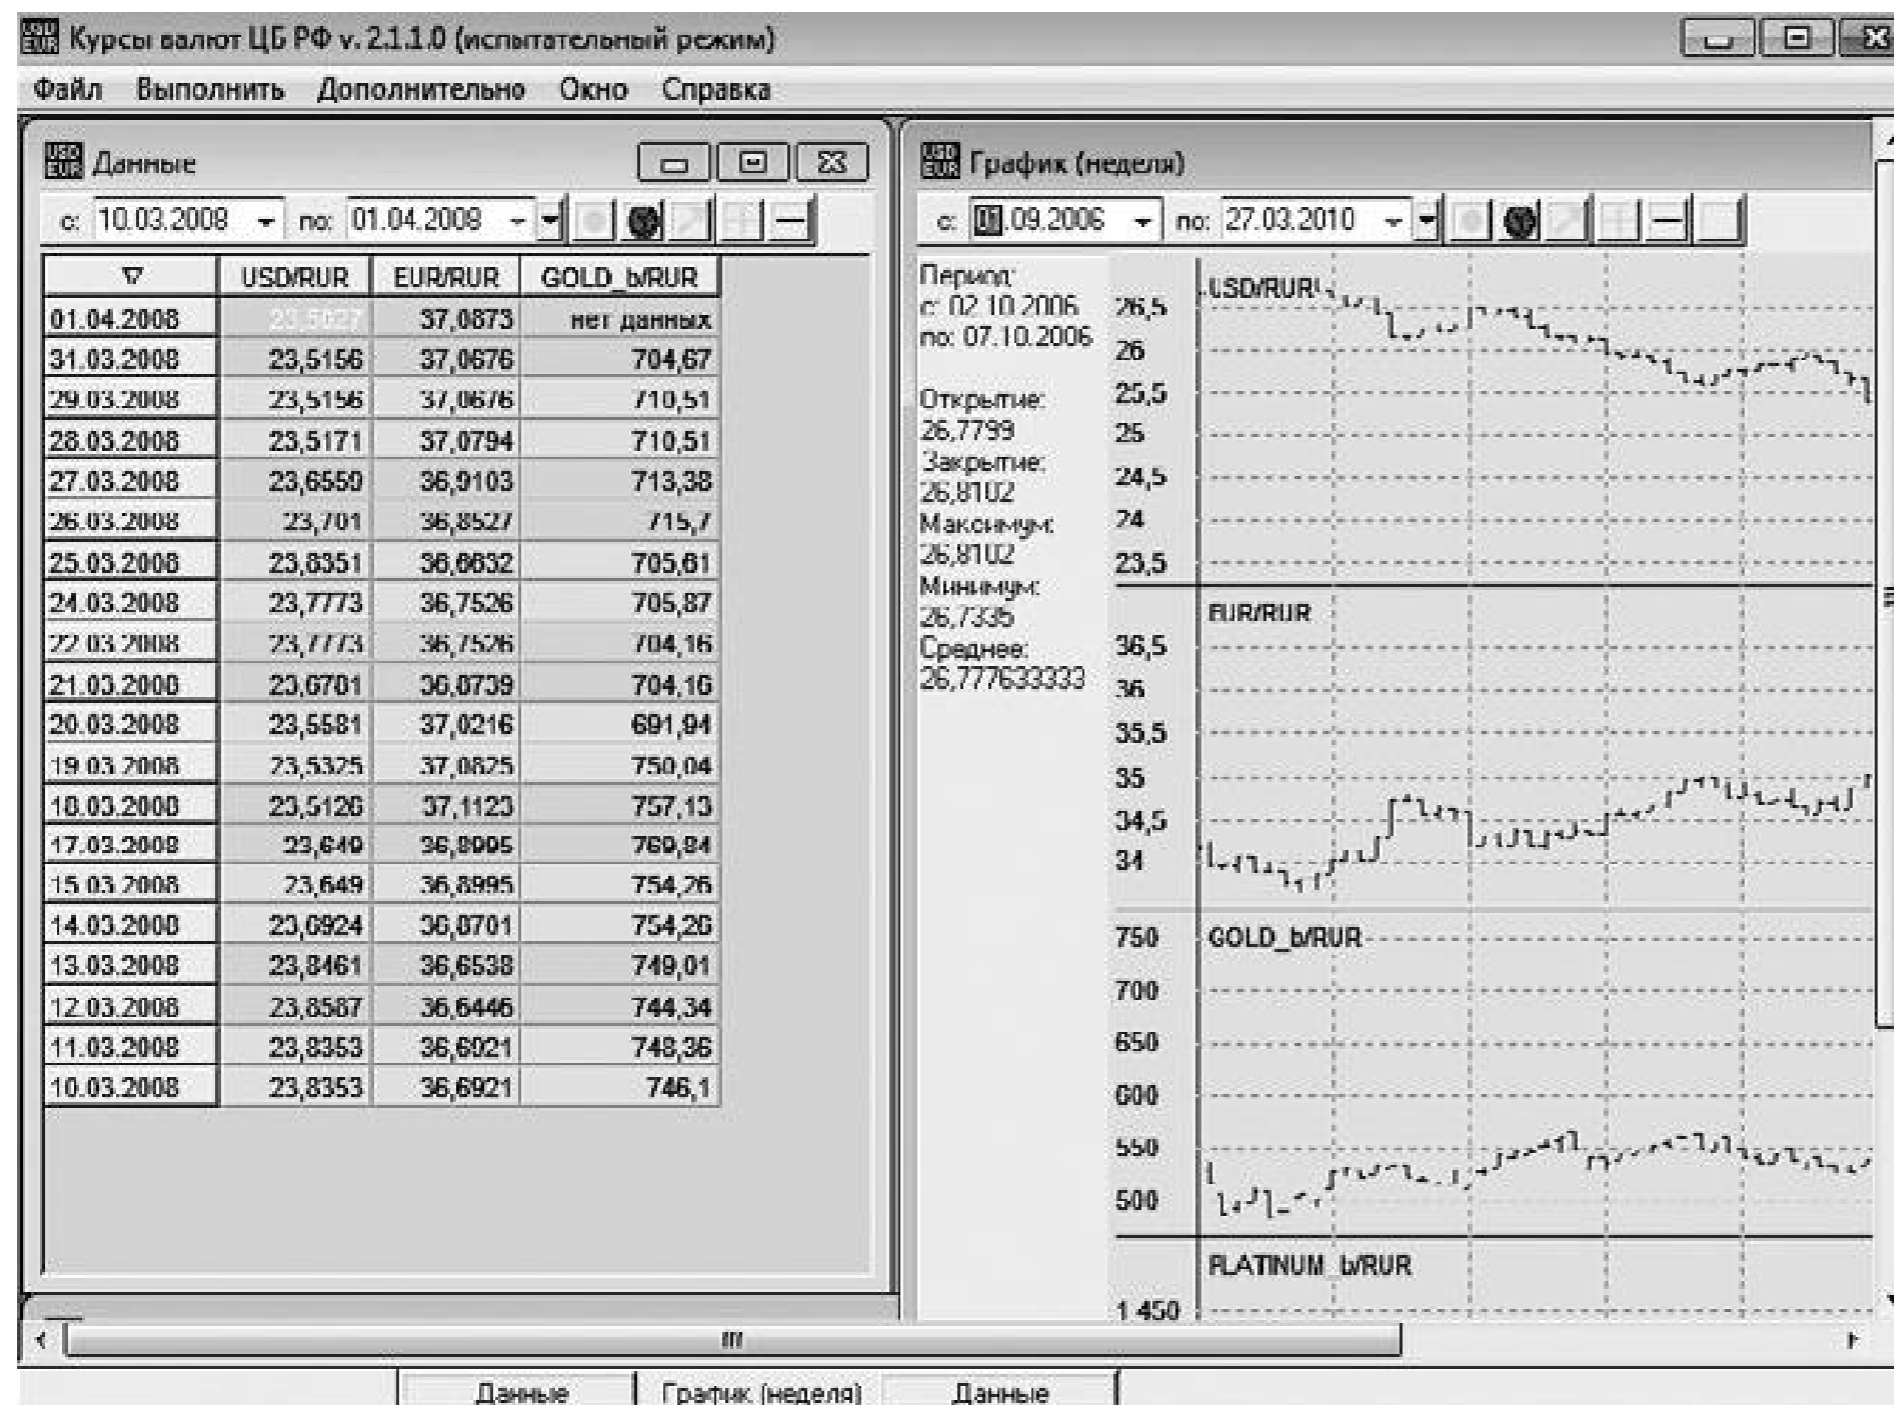 Курсы валют ЦБ РФ v. 2.1.1.0 (испытательный режим)
Файл Выполнить Дополнительно Окно Справка
Данные
с: 10.03.2008 по: 01.04.2008
USD/RUR EUR/RUR GOLD_b/RUR
01.04.2008 37,0873 нет данных
31.03.2008 23,5156 37,0676 704,67
29.03.2008 23,5156 37,0676 710,51
28.03.2008 23,5171 37,0794 710,51
27.03.2008 23,6550 36,9103 713,38
26.03.2008 23,701 36,8527 715,7
25.03.2008 23,8351 36,6632 705,61
24.03.2008 23,7773 36,7526 705,87
22.03.2008 23,7773 36,7526 704,16
21.03.2008 23,6781 36,8739 704,16
20.03.2008 23,5581 37,0216 691,94
19.03.2008 23,5325 37,0825 750,04
18.03.2008 23,5126 37,1123 757,13
17.03.2008 23,649 36,8995 769,84
15.03.2008 23,649 36,8995 754,26
14.03.2008 23,6924 36,8701 754,26
13.03.2008 23,8461 36,6538 749,01
12.03.2008 23,8587 36,6446 744,34
11.03.2008 23,8353 36,6921 748,36
10.03.2008 23,8353 36,6921 746,1
График (неделя)
с: .09.2006 по: 27.03.2010
Период:
с: 02.10.2006
по: 07.10.2006
Открытие:
26,7799
Закрытие:
26,8102
Максимум:
26,8102
Минимум:
26,7335
Среднее:
26,777633333
USD/RUR
26,5
26
25,5
25
24,5
24
23,5
EUR/RUR
36,5
36
35,5
35
34,5
34
GOLD_b/RUR
750
700
650
600
550
500
PLATINUM_b/RUR
1 450
Данные График (неделя) Данные